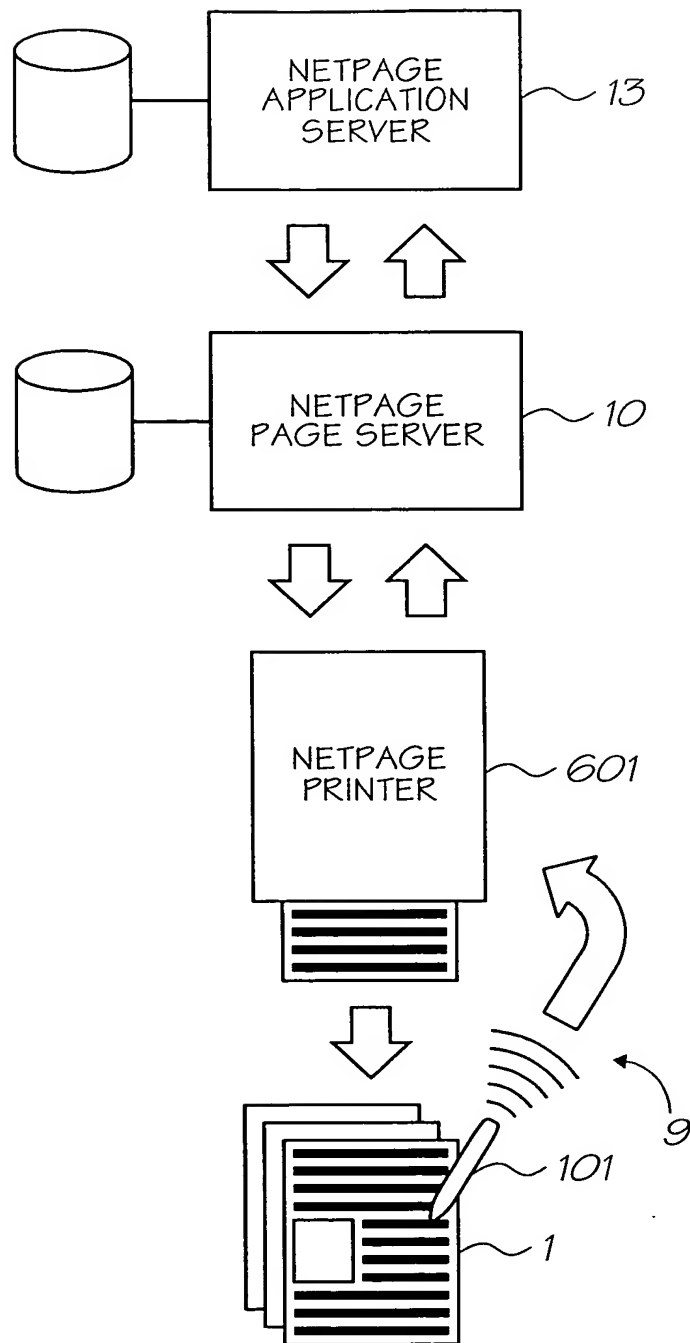 NETPAGE
APPLICATION
SERVER
13
NETPAGE
PAGE SERVER
10
NETPAGE
PRINTER
601
9
101
1